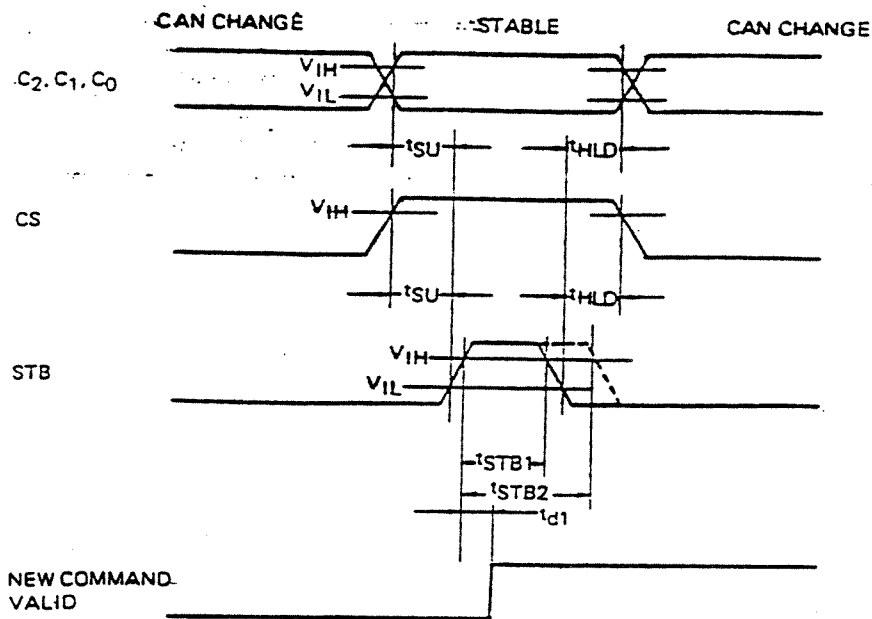 CAN CHANGE STABLE CAN CHANGE
C2, C1, C0
VIH
VIL
tSU tHLD
CS
VIH
tSU tHLD
STB
VIH
VIL
tSTB1
tSTB2
td1
NEW COMMAND
VALID